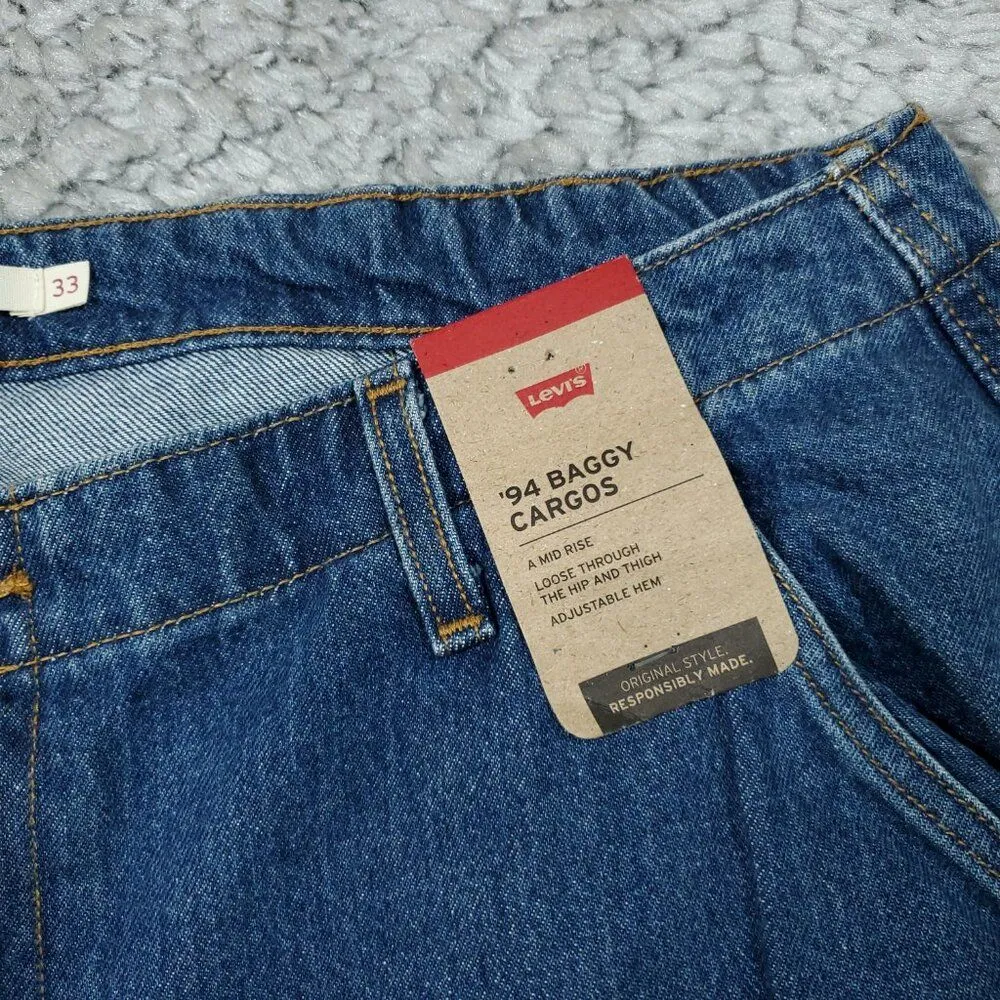 33
Levi's®
'94 BAGGY
CARGOS
A MID RISE
LOOSE THROUGH
THE HIP AND THIGH
ADJUSTABLE HEM
ORIGINAL STYLE.
RESPONSIBLY MADE.